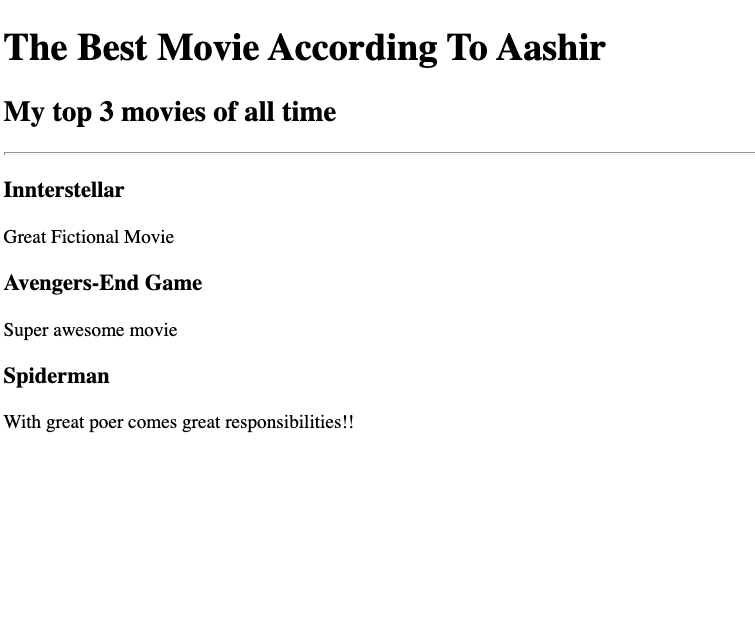 The Best Movie According To Aashir
My top 3 movies of all time
Innterstellar
Great Fictional Movie
Avengers-End Game
Super awesome movie
Spiderman
With great poer comes great responsibilities!!